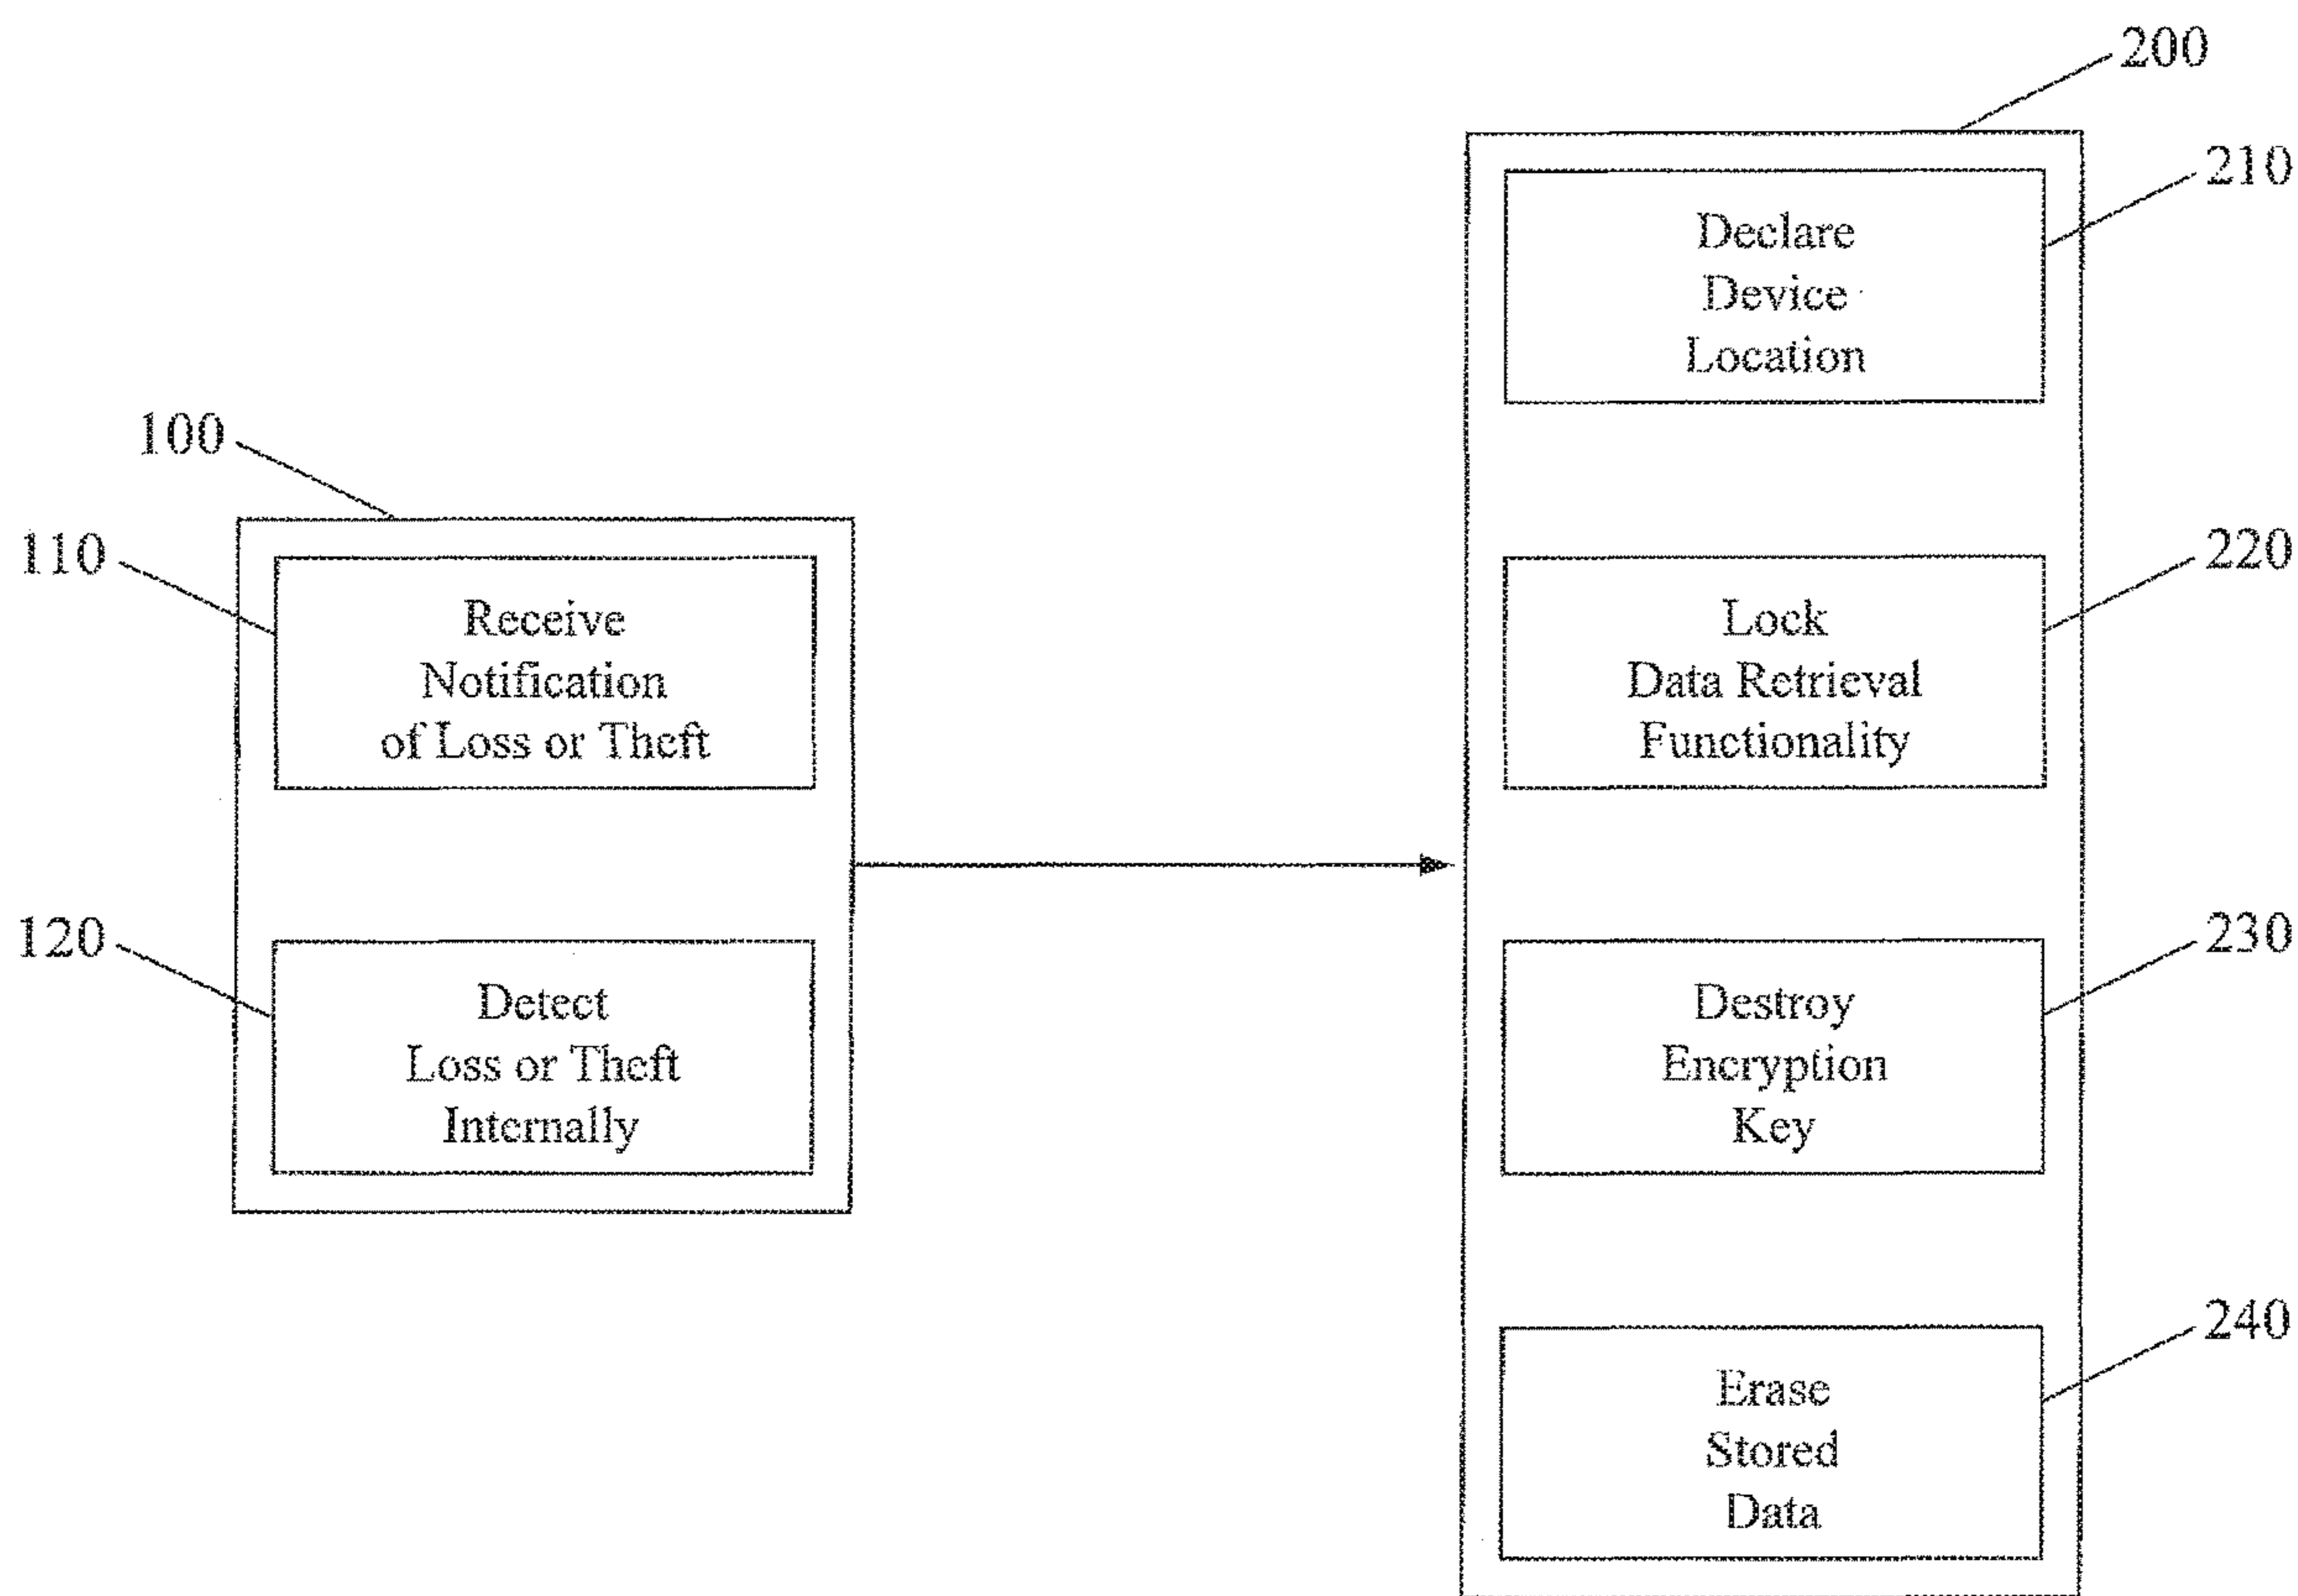 100
110
Receive
Notification
of Loss or Theft
120
Detect
Loss or Theft
Internally
200
210
Declare
Device
Location
220
Lock
Data Retrieval
Functionality
230
Destroy
Encryption
Key
240
Erase
Stored
Data